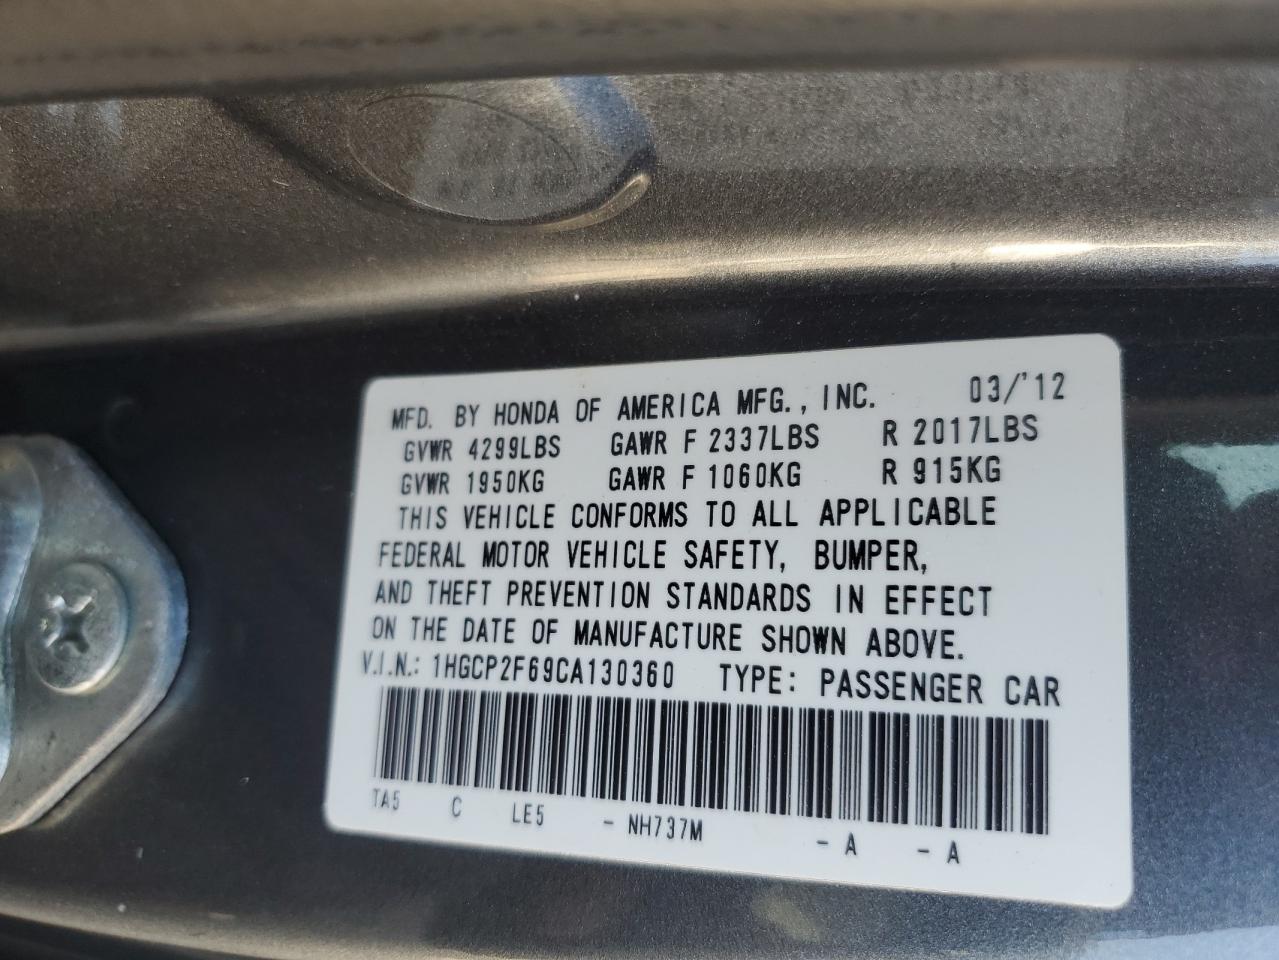 MFD. BY HONDA OF AMERICA MFG., INC. 03/'12
GVWR 4299LBS GAWR F 2337LBS R 2017LBS
GVWR 1950KG GAWR F 1060KG R 915KG
THIS VEHICLE CONFORMS TO ALL APPLICABLE
FEDERAL MOTOR VEHICLE SAFETY, BUMPER,
AND THEFT PREVENTION STANDARDS IN EFFECT
ON THE DATE OF MANUFACTURE SHOWN ABOVE.
V.I.N.: 1HGCP2F69CA130360 TYPE: PASSENGER CAR
TA5 C LE5 - NH737M - A - A